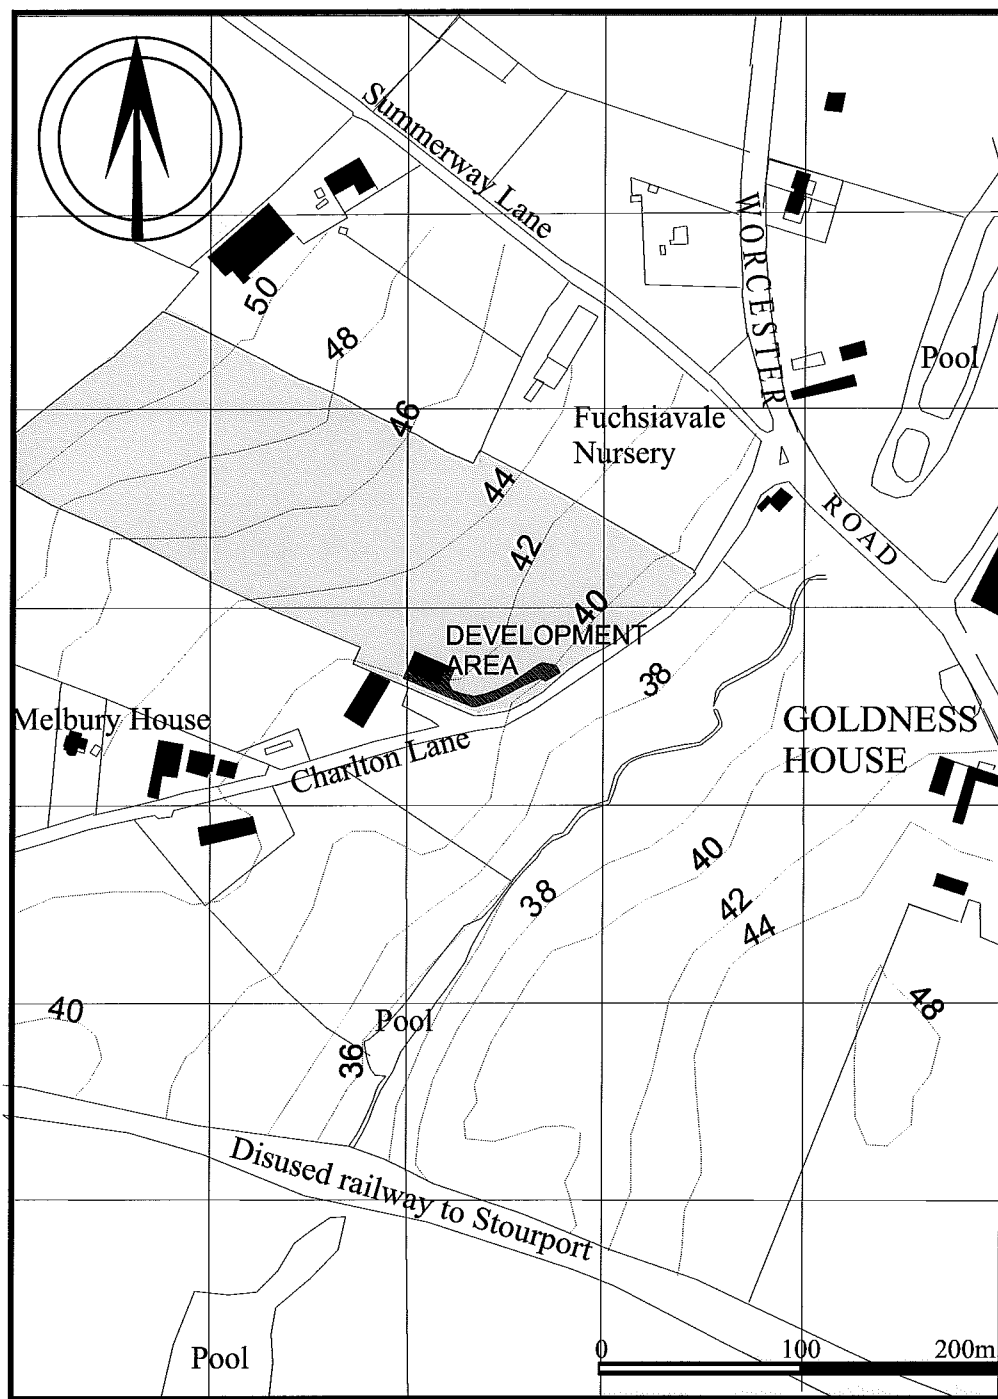 Summerway Lane
WORCESTER
ROAD
50
48
Pool
46
Fuchsiavale
Nursery
44
42
40
DEVELOPMENT
AREA
38
Melbury House
GOLDNESS
HOUSE
Charlton Lane
40
38
42
44
48
40
Pool
36
Disused railway to Stourport
Pool
0 100 200m